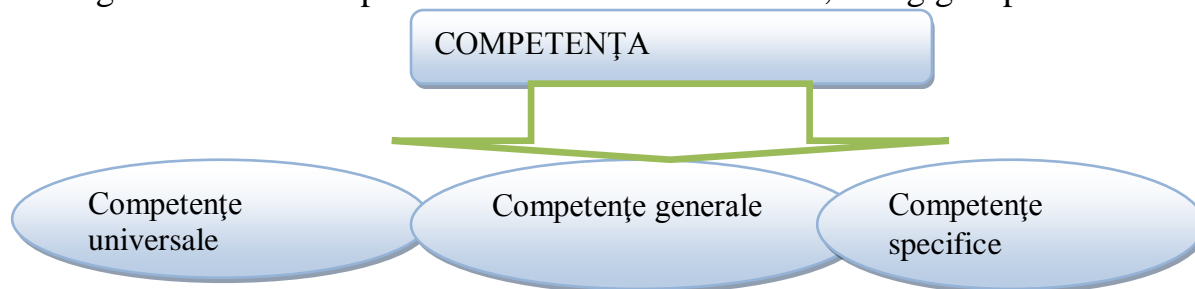 COMPETENŢA
Competenţe
universale
Competenţe generale
Competenţe
specifice